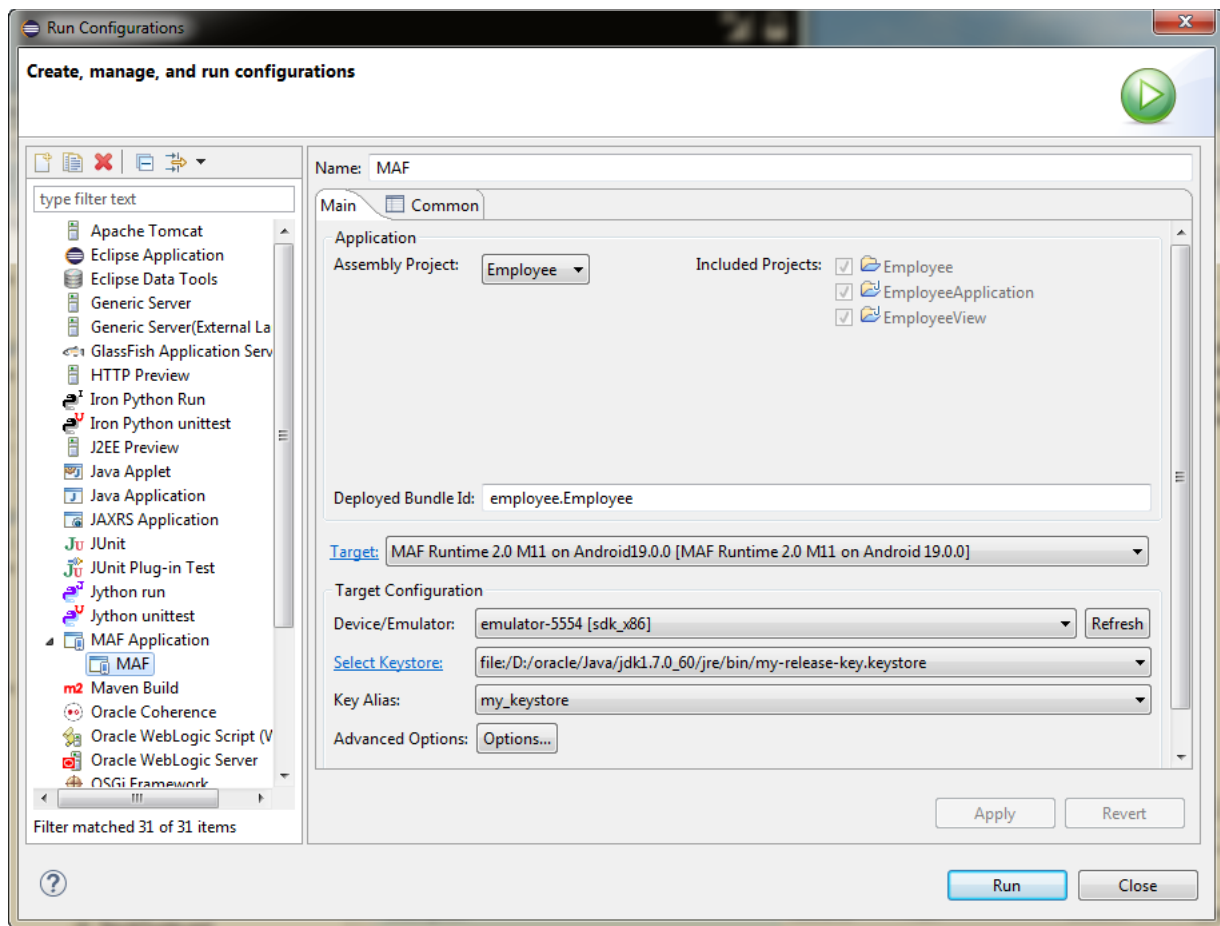 Run Configurations
Create, manage, and run configurations
type filter text
Apache Tomcat
Eclipse Application
Eclipse Data Tools
Generic Server
Generic Server(External La
GlassFish Application Serv
HTTP Preview
Iron Python Run
Iron Python unittest
J2EE Preview
Java Applet
Java Application
JAXRS Application
Ju JUnit
JUnit Plug-in Test
Jython run
Jython unittest
MAF Application
MAF
m2 Maven Build
Oracle Coherence
Oracle WebLogic Script (W
Oracle WebLogic Server
OSGi Framework
Filter matched 31 of 31 items
Name: MAF
Main Common
Application
Assembly Project: Employee Included Projects: Employee
EmployeeApplication
EmployeeView
Deployed Bundle Id: employee.Employee
Target: MAF Runtime 2.0 M11 on Android19.0.0 [MAF Runtime 2.0 M11 on Android 19.0.0]
Target Configuration
Device/Emulator: emulator-5554 [sdk_x86] Refresh
Select Keystore: file:/D:/oracle/Java/jdk1.7.0_60/jre/bin/my-release-key.keystore
Key Alias: my_keystore
Advanced Options: Options...
Apply Revert
Run Close